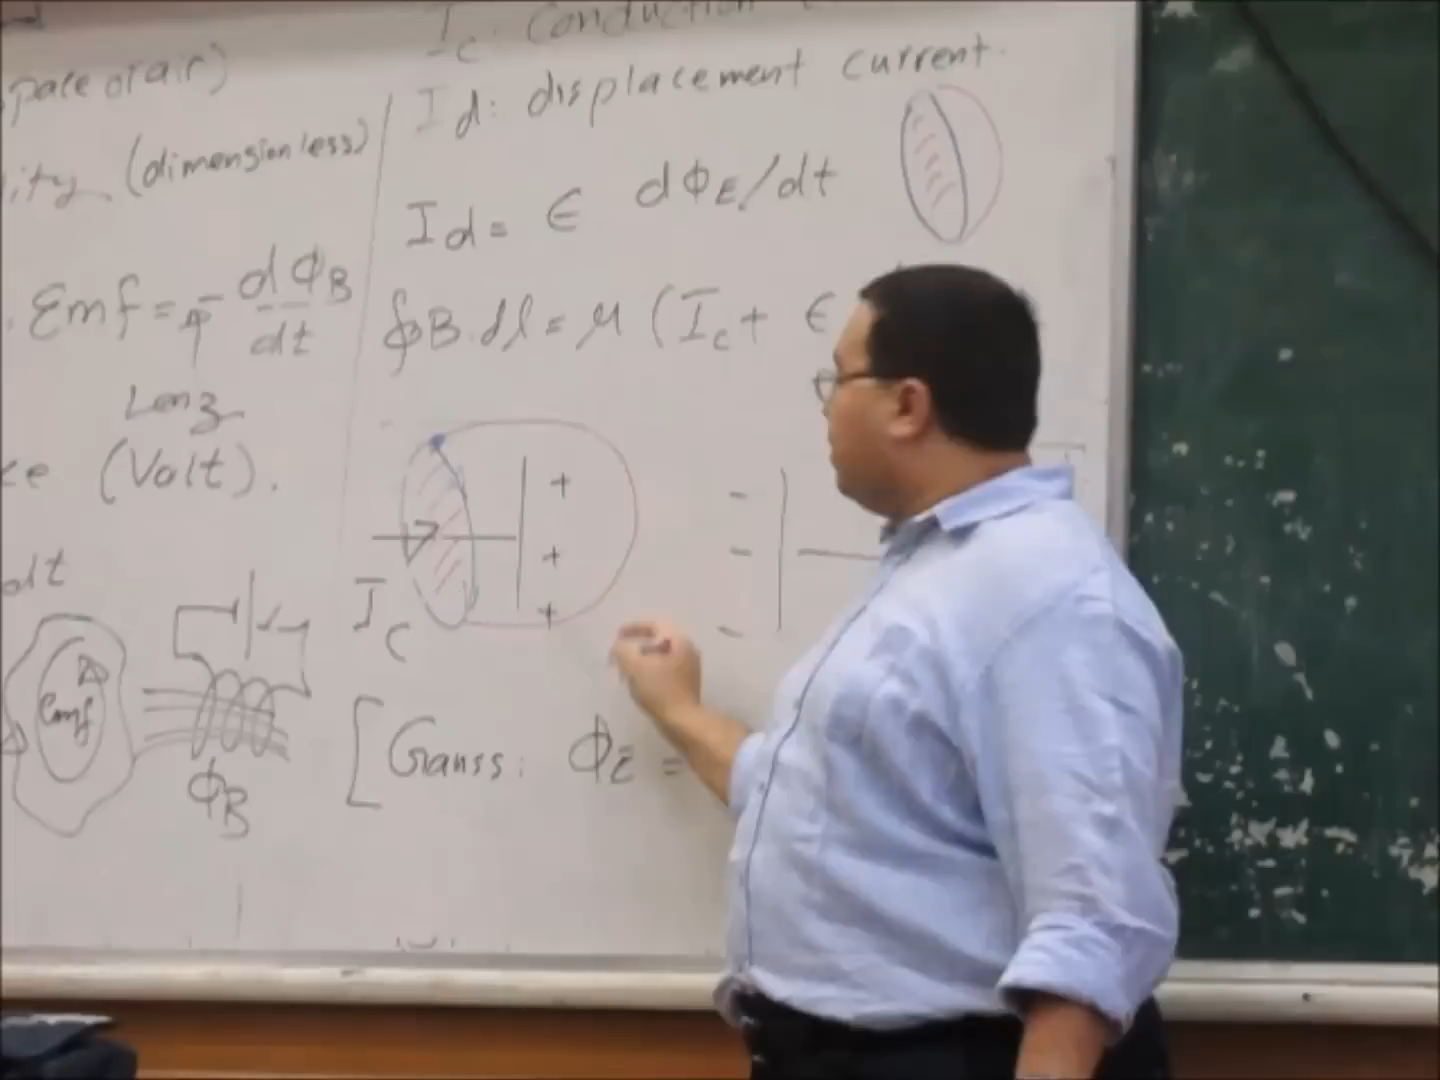 space or air)
ity (dimensionless)
Emf = - dΦB/dt
Lenz
ce (Volt).
dt
Emf
ΦB
Ic: Conduction
Id: displacement current.
Id = ε dΦE/dt
∮B.dl = μ (Ic + ε
+ -
+ -
+ -
Ic
[Gauss: ΦE =